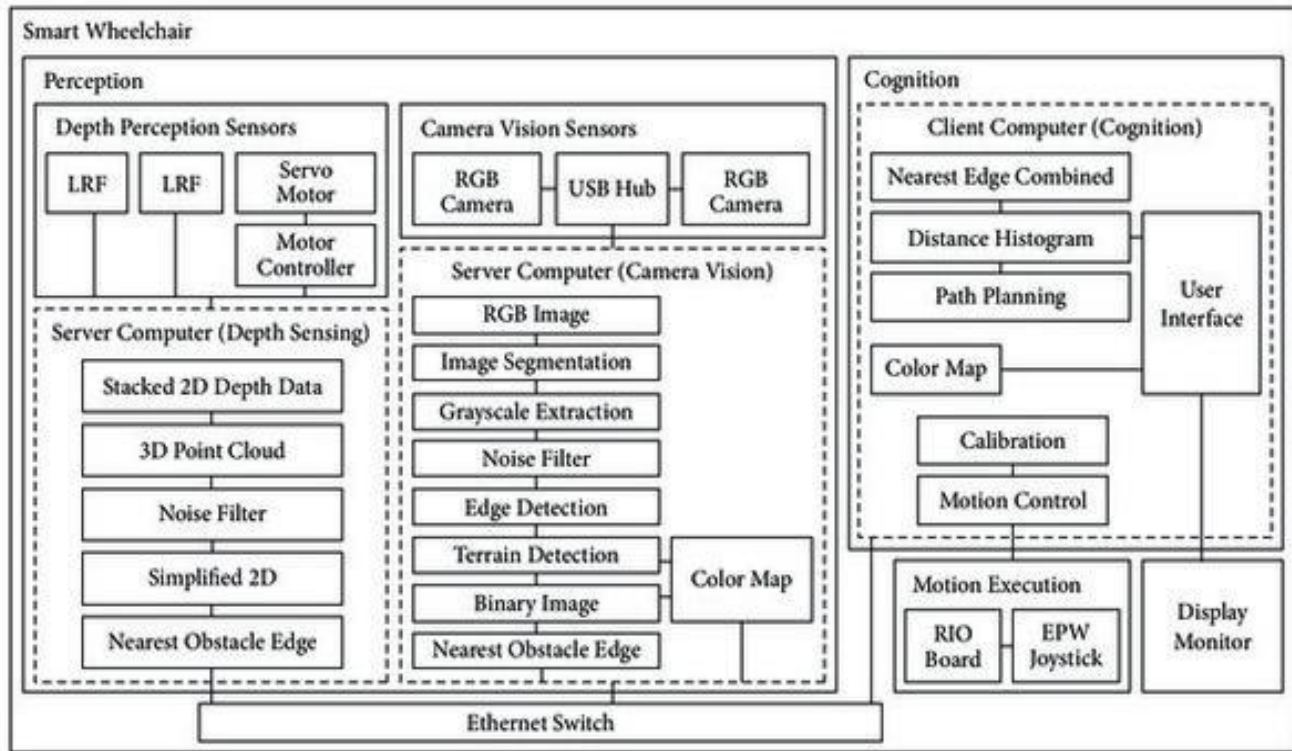 Smart Wheelchair
Perception
Depth Perception Sensors
LRF
LRF
Servo
Motor
Motor
Controller
Server Computer (Depth Sensing)
Stacked 2D Depth Data
3D Point Cloud
Noise Filter
Simplified 2D
Nearest Obstacle Edge
Camera Vision Sensors
RGB
Camera
USB Hub
RGB
Camera
Server Computer (Camera Vision)
RGB Image
Image Segmentation
Grayscale Extraction
Noise Filter
Edge Detection
Terrain Detection
Binary Image
Nearest Obstacle Edge
Color Map
Cognition
Client Computer (Cognition)
Nearest Edge Combined
Distance Histogram
Path Planning
Color Map
User
Interface
Calibration
Motion Control
Motion Execution
RIO
Board
EPW
Joystick
Display
Monitor
Ethernet Switch